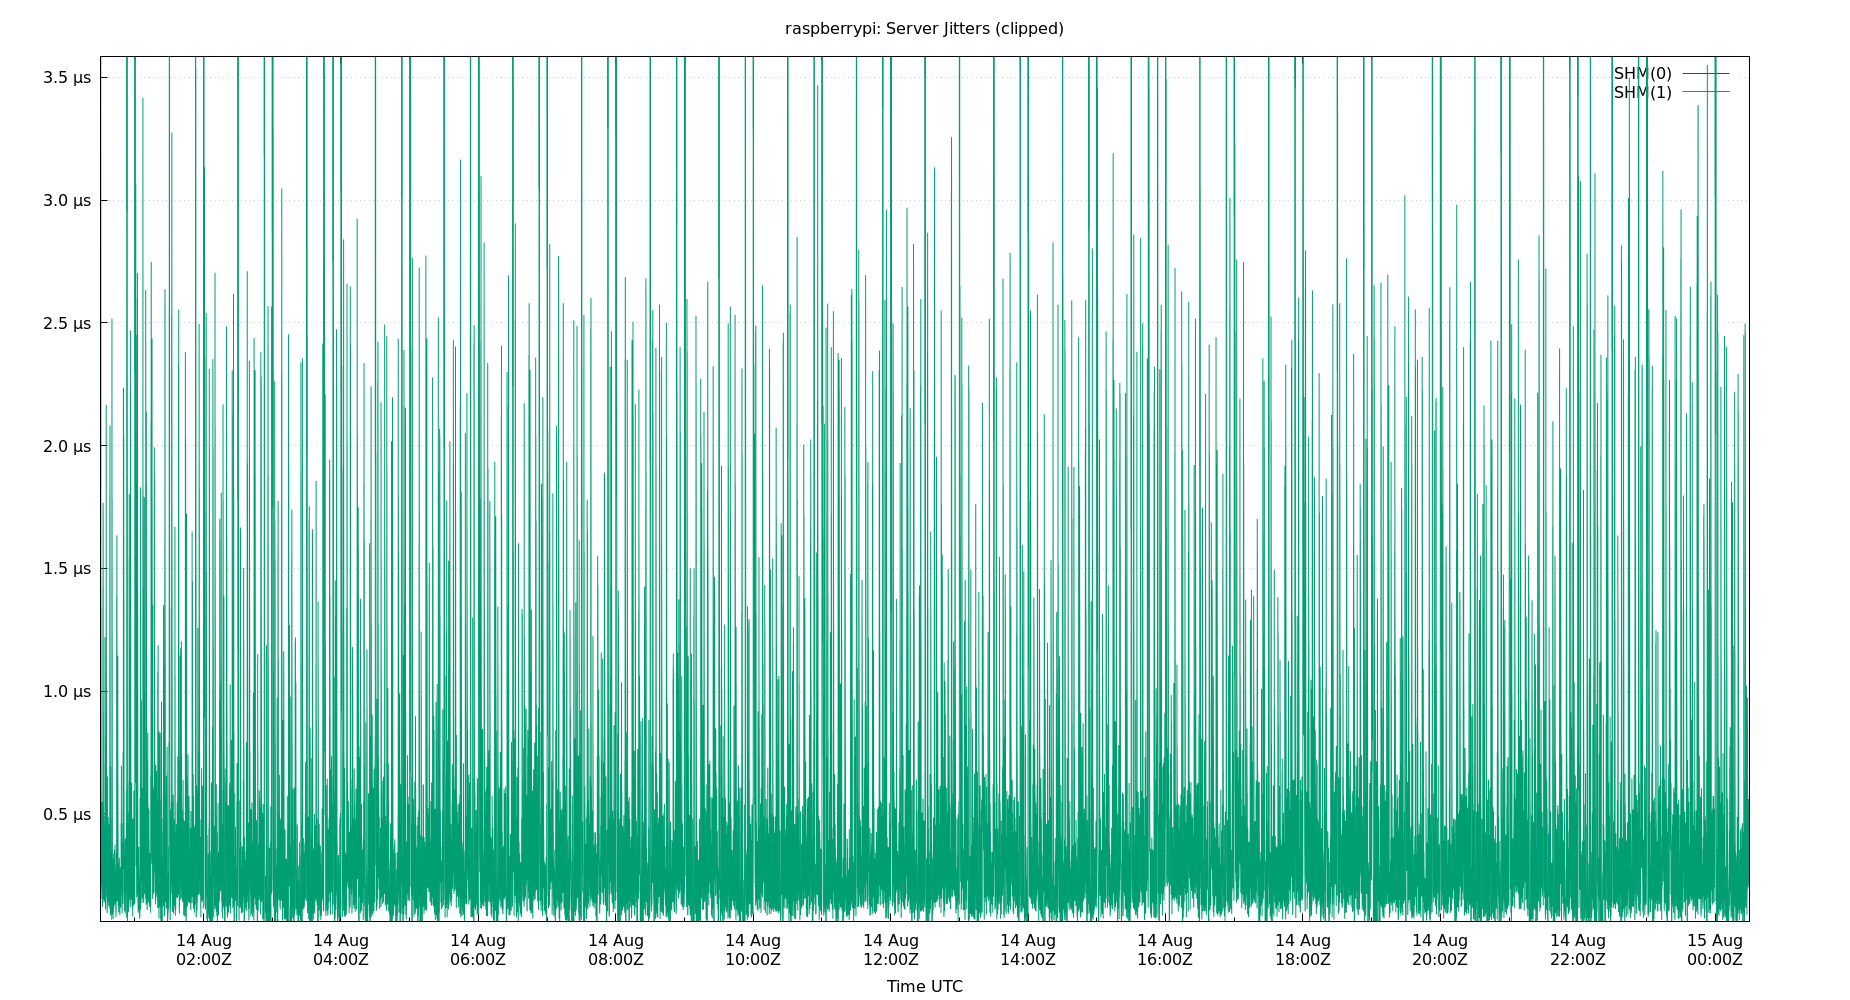 raspberrypi: Server Jitters (clipped)
3.5 µs
3.0 µs
2.5 µs
2.0 µs
1.5 µs
1.0 µs
0.5 µs
SHM(0)
SHM(1)
14 Aug 14 Aug 14 Aug 14 Aug 14 Aug 14 Aug 14 Aug 14 Aug 14 Aug 14 Aug 14 Aug 15 Aug
02:00Z 04:00Z 06:00Z 08:00Z 10:00Z 12:00Z 14:00Z 16:00Z 18:00Z 20:00Z 22:00Z 00:00Z
Time UTC